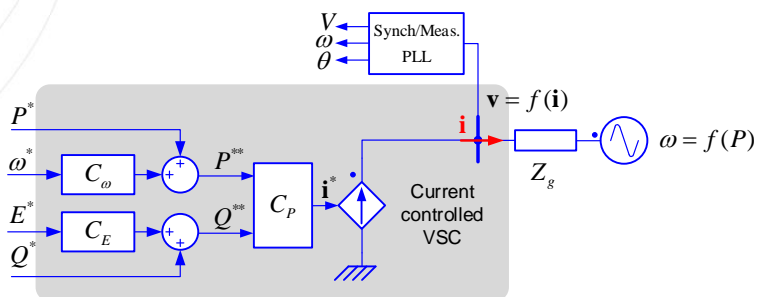 V
ω
θ
Synch/Meas.
PLL
v = f(i)
i
ω = f(P)
Z_g
P^*
ω^*
C_ω
P^{**}
E^*
C_E
Q^{**}
Q^*
C_P
i^*
Current
controlled
VSC
+
+
+
+